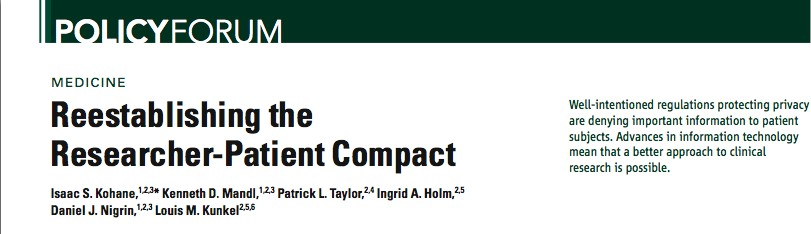 POLICYFORUM
MEDICINE
Reestablishing the
Researcher-Patient Compact
Isaac S. Kohane,1,2,3* Kenneth D. Mandl,1,2,3 Patrick L. Taylor,2,4 Ingrid A. Holm,2,5
Daniel J. Nigrin,1,2,3 Louis M. Kunkel2,5,6
Well-intentioned regulations protecting privacy
are denying important information to patient
subjects. Advances in information technology
mean that a better approach to clinical
research is possible.